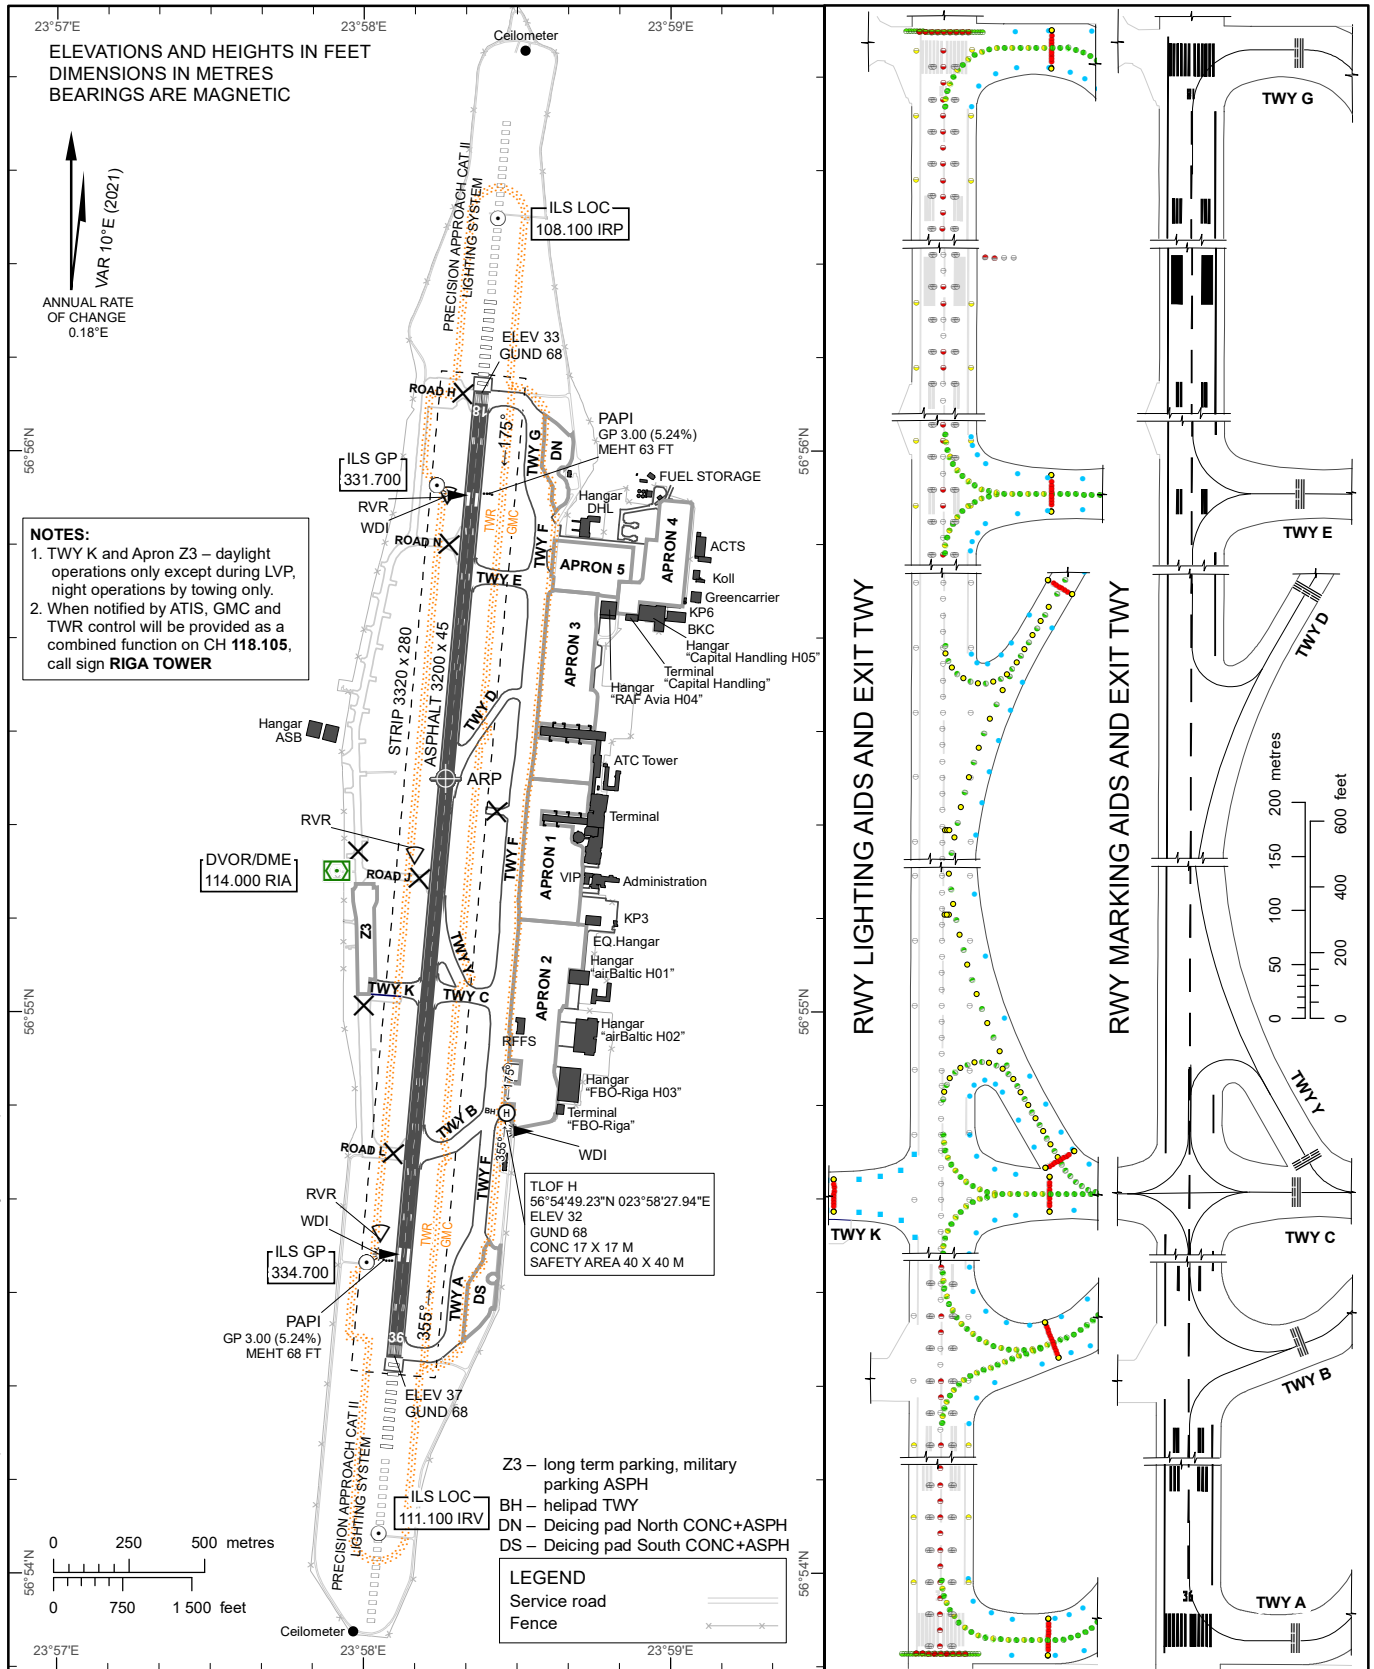 23°57'E
23°58'E
23°59'E
Ceilometer
ELEVATIONS AND HEIGHTS IN FEET
DIMENSIONS IN METRES
BEARINGS ARE MAGNETIC
VAR 10°E (2021)
ANNUAL RATE
OF CHANGE
0.18°E
PRECISION APPROACH CAT II
LIGHTING SYSTEM
ILS LOC
108.100 IRP
ELEV 33
GUND 68
ROAD H
18
175°
TWY G
DN
PAPI
GP 3.00 (5.24%)
MEHT 63 FT
56°56'N
56°56'N
ILS GP
331.700
RVR
WDI
FUEL STORAGE
Hangar
DHL
TWR
GMC
TWY F
APRON 4
ACTS
ROAD N
APRON 5
TWY E
Koll
Greencarrier
KP6
BKC
Hangar
“Capital Handling H05”
Terminal
“Capital Handling”
Hangar
“RAF Avia H04”
NOTES:
1. TWY K and Apron Z3 – daylight
operations only except during LVP,
night operations by towing only.
2. When notified by ATIS, GMC and
TWR control will be provided as a
combined function on CH 118.105,
call sign RIGA TOWER
STRIP 3320 x 280
ASPHALT 3200 x 45
APRON 3
TWY D
Hangar
ASB
ATC Tower
ARP
RVR
Terminal
DVOR/DME
114.000 RIA
ROAD J
TWY F
APRON 1
VIP
Administration
KP3
EQ.Hangar
Z3
TWY Y
Hangar
“airBaltic H01”
TWY K
TWY C
APRON 2
56°55'N
56°55'N
RFFS
Hangar
“airBaltic H02”
175°
Hangar
“FBO-Riga H03”
BH
H
TWY B
Terminal
“FBO-Riga”
ROAD L
355°
WDI
TWY F
TLOF H
56°54'49.23"N 023°58'27.94"E
ELEV 32
GUND 68
CONC 17 X 17 M
SAFETY AREA 40 X 40 M
RVR
WDI
TWR
GMC
ILS GP
334.700
TWY A
DS
PAPI
GP 3.00 (5.24%)
MEHT 68 FT
355°
36
ELEV 37
GUND 68
PRECISION APPROACH CAT II
LIGHTING SYSTEM
ILS LOC
111.100 IRV
Z3 – long term parking, military
parking ASPH
BH – helipad TWY
DN – Deicing pad North CONC+ASPH
DS – Deicing pad South CONC+ASPH
0 250 500 metres
0 750 1 500 feet
56°54'N
56°54'N
LEGEND
Service road
Fence
Ceilometer
23°57'E
23°58'E
23°59'E
RWY LIGHTING AIDS AND EXIT TWY
TWY K
RWY MARKING AIDS AND EXIT TWY
TWY G
TWY E
TWY D
0 50 100 150 200 metres
0 200 400 600 feet
TWY Y
TWY C
TWY B
36
TWY A